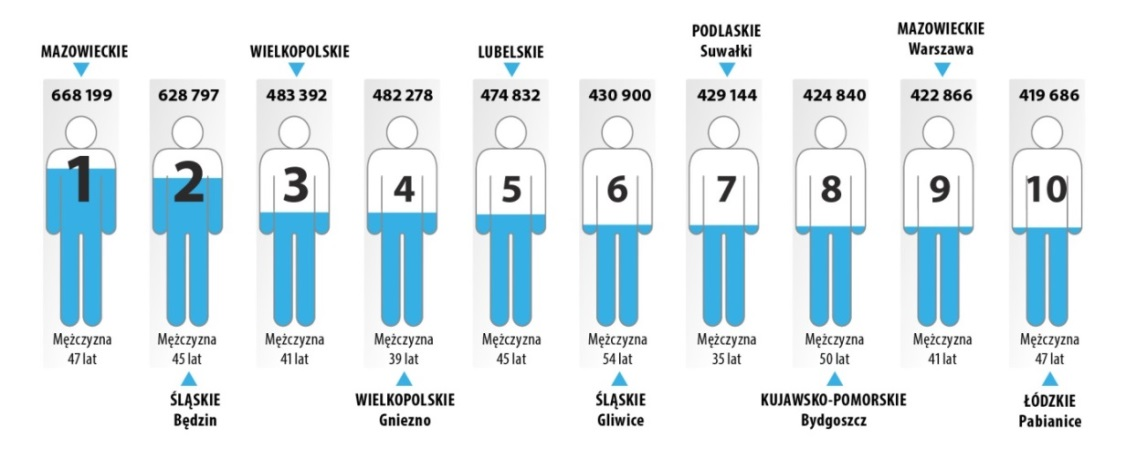 MAZOWIECKIE
WIELKOPOLSKIE
LUBELSKIE
PODLASKIE
Suwałki
MAZOWIECKIE
Warszawa
668 199
628 797
483 392
482 278
474 832
430 900
429 144
424 840
422 866
419 686
1
2
3
4
5
6
7
8
9
10
Mężczyzna
47 lat
Mężczyzna
45 lat
Mężczyzna
41 lat
Mężczyzna
39 lat
Mężczyzna
45 lat
Mężczyzna
54 lat
Mężczyzna
35 lat
Mężczyzna
50 lat
Mężczyzna
41 lat
Mężczyzna
47 lat
ŚLĄSKIE
Będzin
WIELKOPOLSKIE
Gniezno
ŚLĄSKIE
Gliwice
KUJAWSKO-POMORSKIE
Bydgoszcz
ŁÓDZKIE
Pabianice